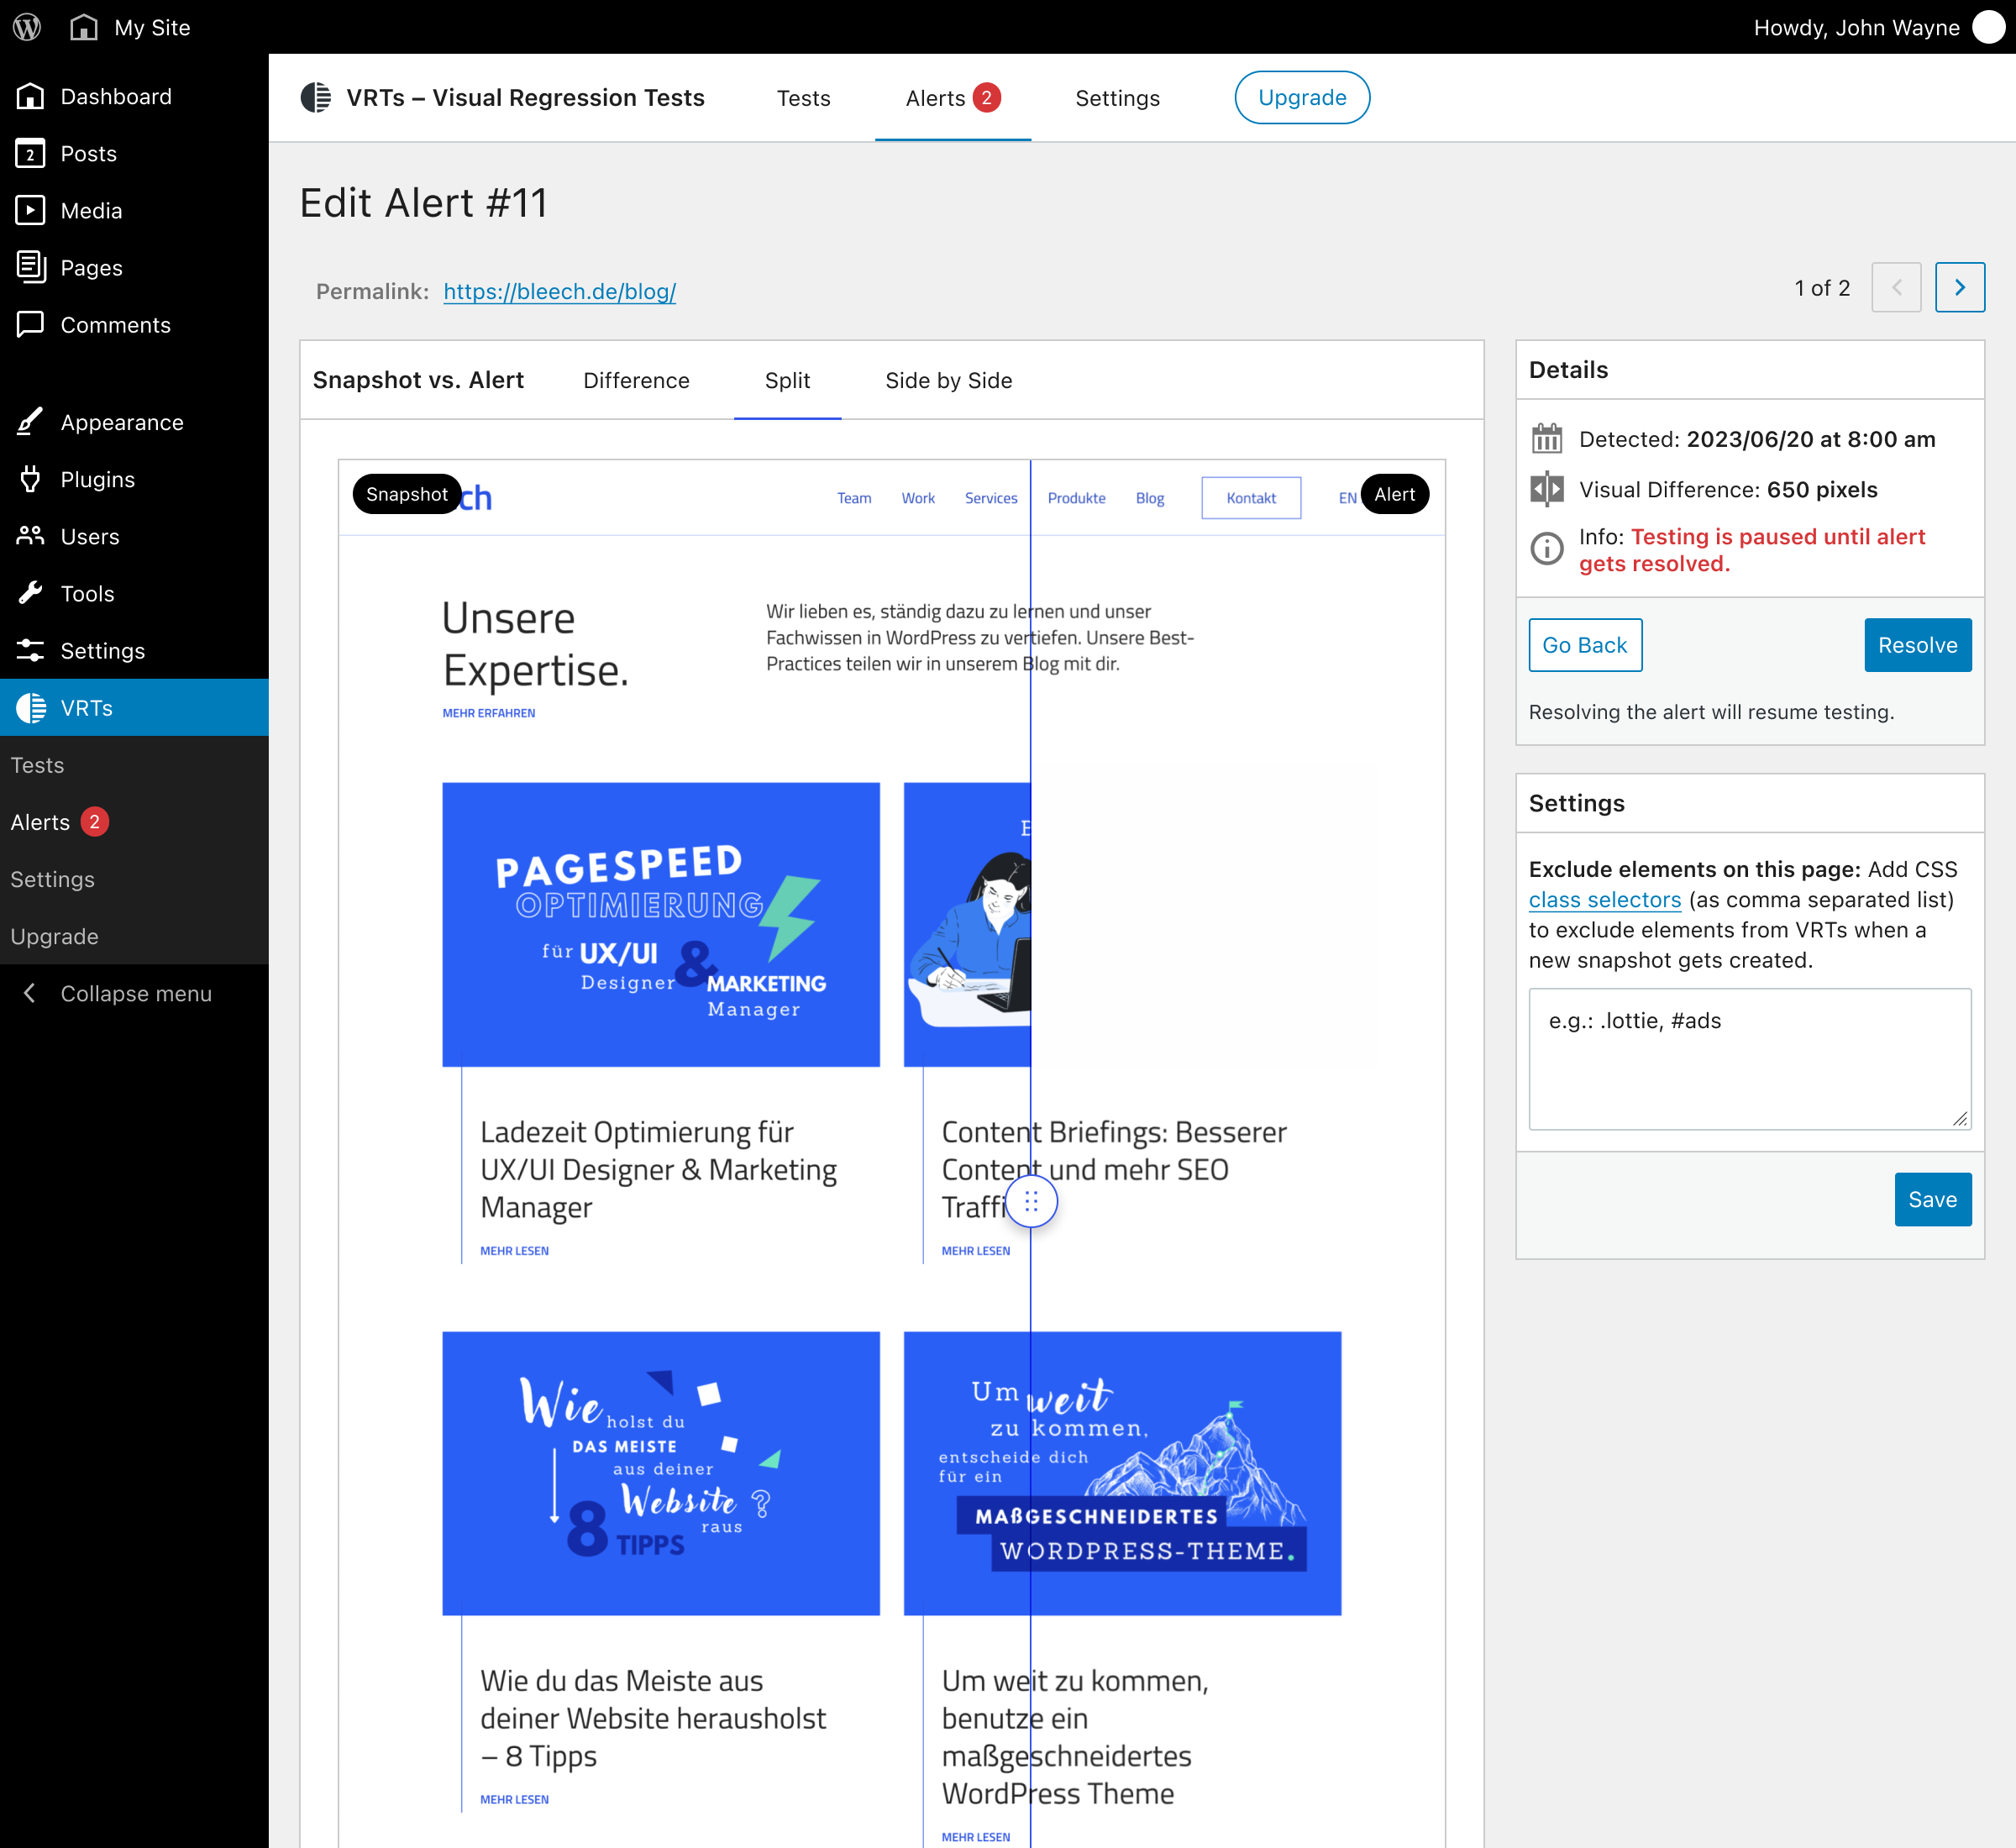 My Site
Howdy, John Wayne
Dashboard
2 Posts
Media
Pages
Comments
Appearance
Plugins
Users
Tools
Settings
VRTs
Tests
Alerts 2
Settings
Upgrade
Collapse menu
VRTs – Visual Regression Tests
Tests
Alerts 2
Settings
Upgrade
Edit Alert #11
Permalink: https://bleech.de/blog/
1 of 2
Snapshot vs. Alert
Difference
Split
Side by Side
Snapshot
ch
Team
Work
Services
Produkte
Blog
Kontakt
EN
Alert
Unsere
Expertise.
MEHR ERFAHREN
Wir lieben es, ständig dazu zu lernen und unser
Fachwissen in WordPress zu vertiefen. Unsere Best-
Practices teilen wir in unserem Blog mit dir.
PAGESPEED
OPTIMIERUNG
für UX/UI
Designer &
MARKETING
Manager
Ladezeit Optimierung für
UX/UI Designer & Marketing
Manager
MEHR LESEN
Content Briefings: Besserer
Content und mehr SEO
Traffi
MEHR LESEN
Wie holst du
DAS MEISTE
aus deiner
Website ?
raus
8 TIPPS
Wie du das Meiste aus
deiner Website herausholst
– 8 Tipps
MEHR LESEN
Um weit
zu kommen,
entscheide dich
für ein
MAßGESCHNEIDERTES
WORDPRESS-THEME.
Um weit zu kommen,
benutze ein
maßgeschneidertes
WordPress Theme
MEHR LESEN
Details
Detected: 2023/06/20 at 8:00 am
Visual Difference: 650 pixels
Info: Testing is paused until alert
gets resolved.
Go Back
Resolve
Resolving the alert will resume testing.
Settings
Exclude elements on this page: Add CSS
class selectors (as comma separated list)
to exclude elements from VRTs when a
new snapshot gets created.
e.g.: .lottie, #ads
Save